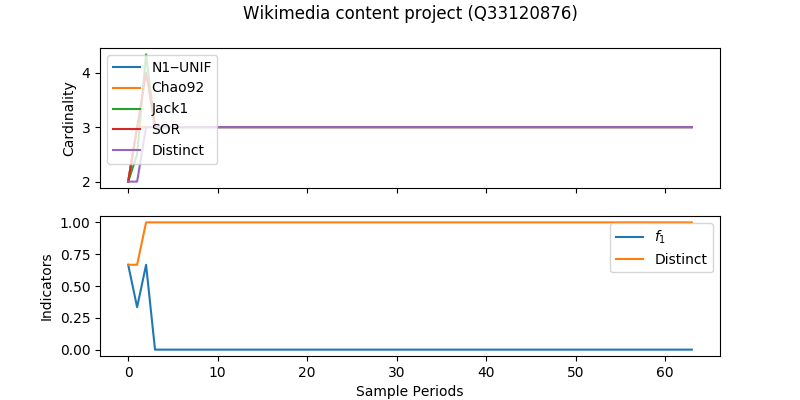 Wikimedia content project (Q33120876)
Cardinality
4
3
2
N1−UNIF
Chao92
Jack1
SOR
Distinct
Indicators
1.00
0.75
0.50
0.25
0.00
f1
Distinct
0 10 20 30 40 50 60
Sample Periods